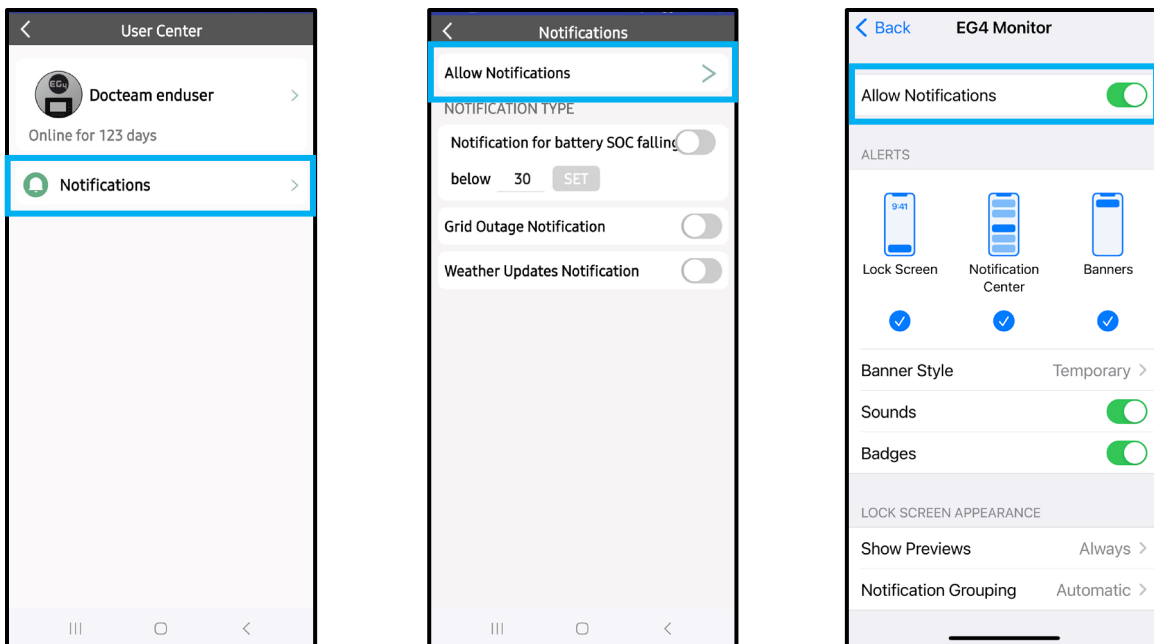 User Center
EG4
Docteam enduser
Online for 123 days
Notifications
Notifications
Allow Notifications
NOTIFICATION TYPE
Notification for battery SOC falling
below 30 SET
Grid Outage Notification
Weather Updates Notification
Back EG4 Monitor
Allow Notifications
ALERTS
9:41
Lock Screen Notification Center Banners
Banner Style Temporary
Sounds
Badges
LOCK SCREEN APPEARANCE
Show Previews Always
Notification Grouping Automatic